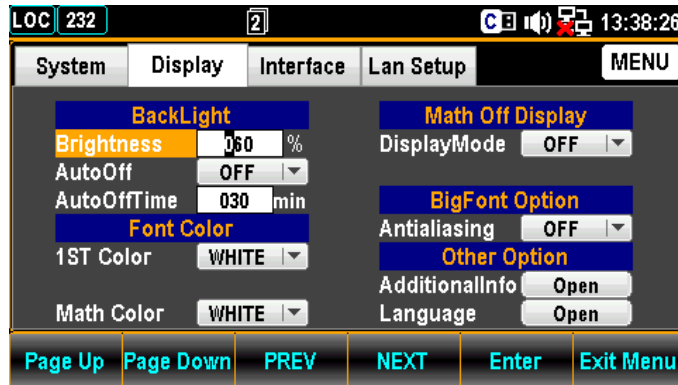 LOC 232 2 C 13:38:26
System Display Interface Lan Setup MENU
BackLight
Brightness 060 %
AutoOff OFF
AutoOffTime 030 min
Font Color
1ST Color WHITE
Math Color WHITE
Math Off Display
DisplayMode OFF
BigFont Option
Antialiasing OFF
Other Option
AdditionalInfo Open
Language Open
Page Up Page Down PREV NEXT Enter Exit Menu